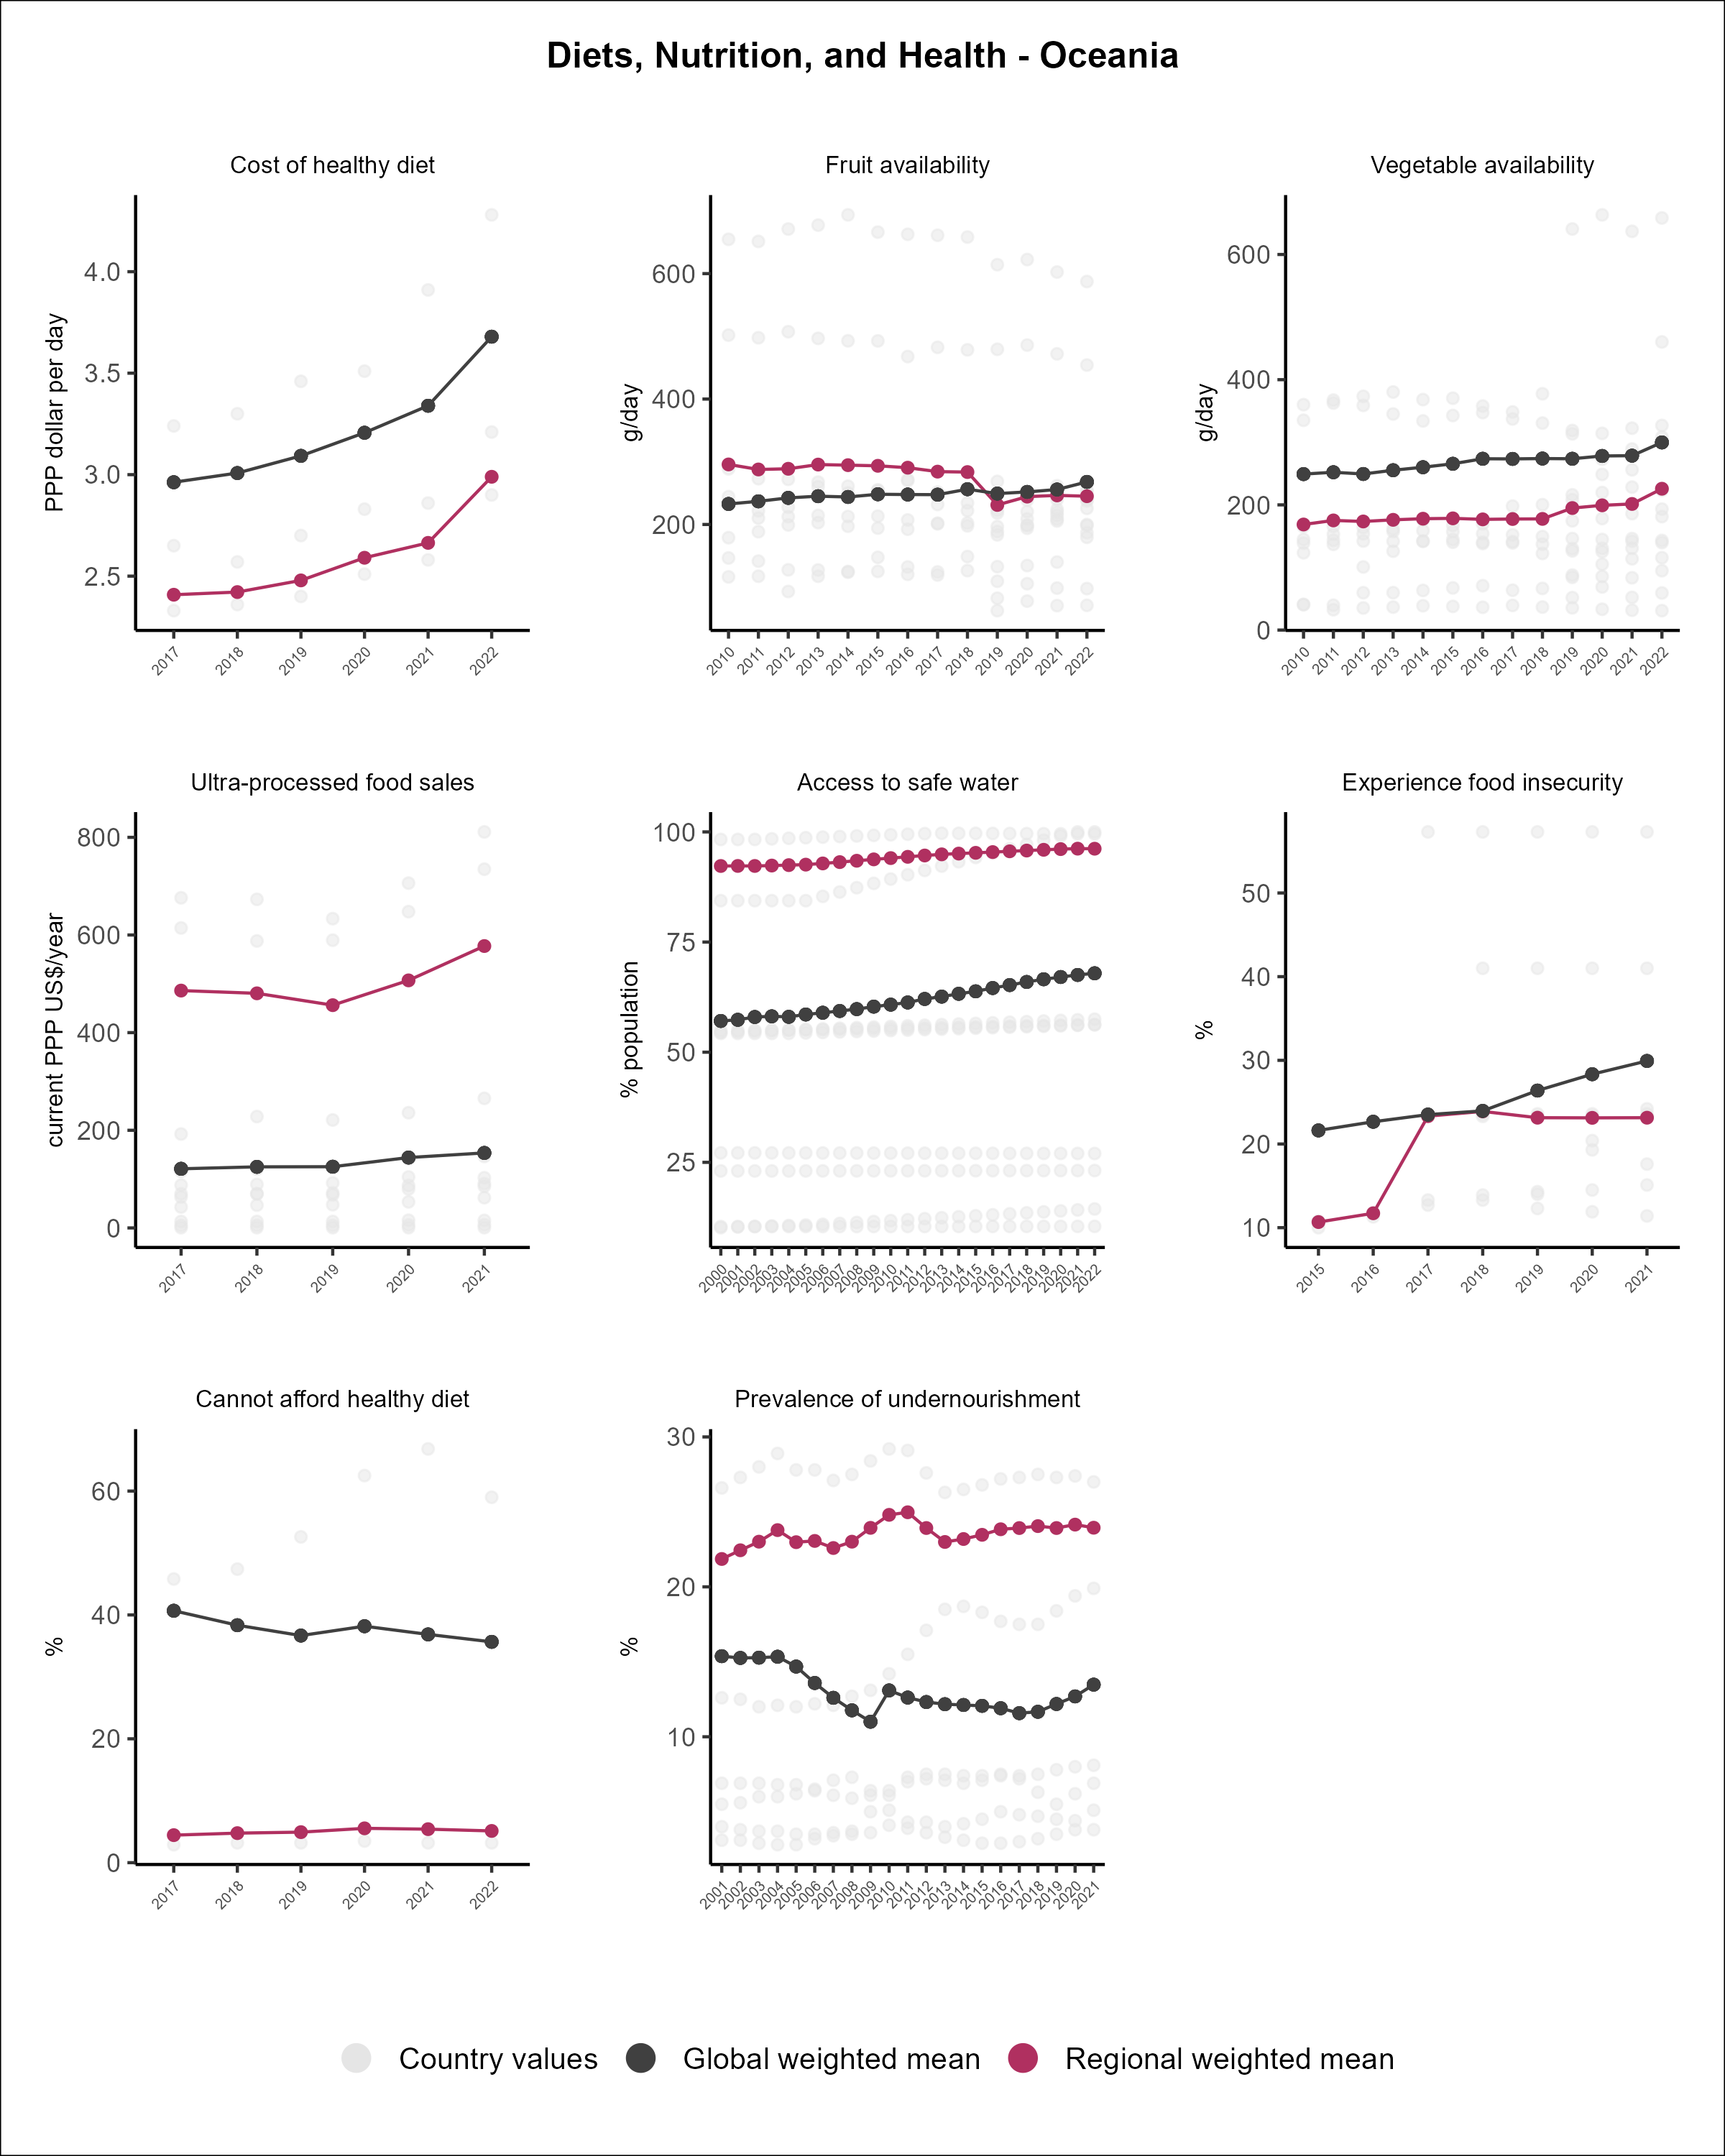 Diets, Nutrition, and Health - Oceania
Cost of healthy diet
PPP dollar per day
4.0
3.5
3.0
2.5
2017 2018 2019 2020 2021 2022
Fruit availability
g/day
600
400
200
2010 2011 2012 2013 2014 2015 2016 2017 2018 2019 2020 2021 2022
Vegetable availability
g/day
600
400
200
0
2010 2011 2012 2013 2014 2015 2016 2017 2018 2019 2020 2021 2022
Ultra-processed food sales
current PPP US$/year
800
600
400
200
0
2017 2018 2019 2020 2021
Access to safe water
% population
100
75
50
25
2000 2001 2002 2003 2004 2005 2006 2007 2008 2009 2010 2011 2012 2013 2014 2015 2016 2017 2018 2019 2020 2021 2022
Experience food insecurity
%
50
40
30
20
10
2015 2016 2017 2018 2019 2020 2021
Cannot afford healthy diet
%
60
40
20
0
2017 2018 2019 2020 2021 2022
Prevalence of undernourishment
%
30
20
10
2001 2002 2003 2004 2005 2006 2007 2008 2009 2010 2011 2012 2013 2014 2015 2016 2017 2018 2019 2020 2021
Country values Global weighted mean Regional weighted mean